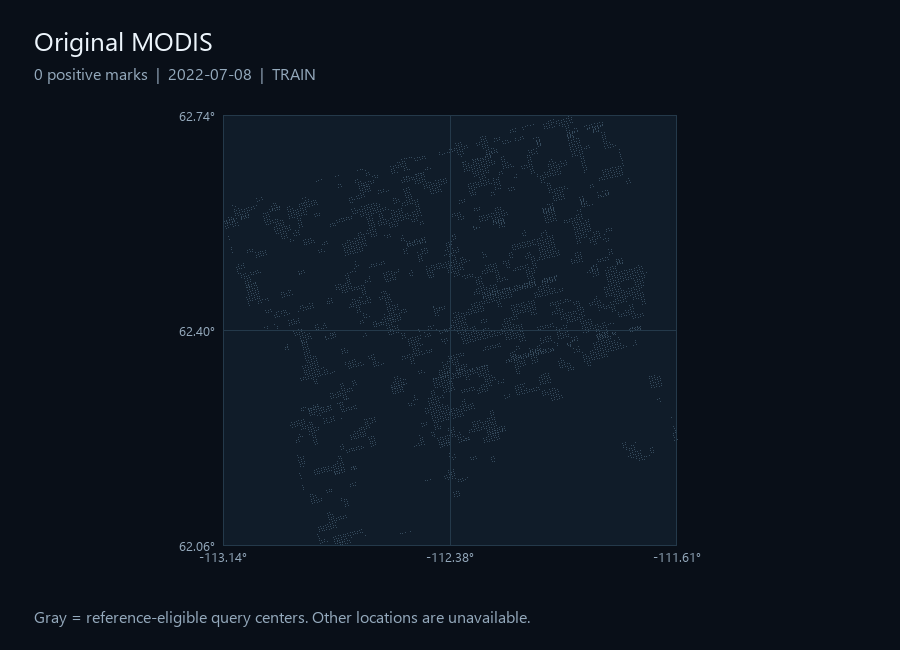 Original MODIS
0 positive marks | 2022-07-08 | TRAIN
62.74°
62.40°
62.06°
-113.14°
-112.38°
-111.61°
Gray = reference-eligible query centers. Other locations are unavailable.